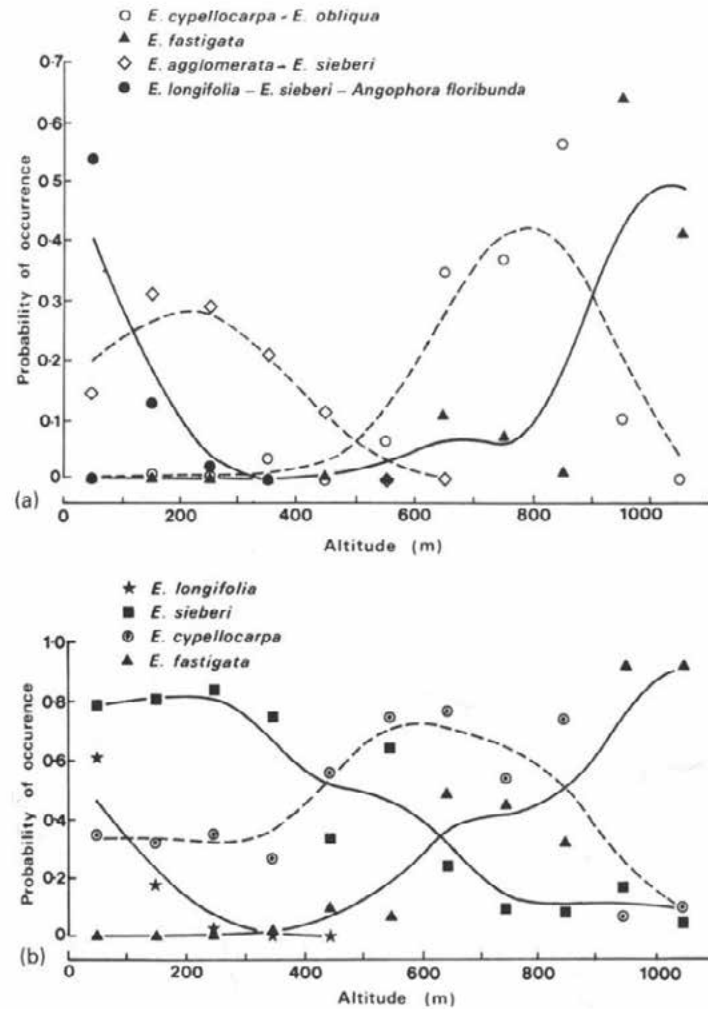 E. cypellocarpa - E. obliqua
E. fastigata
E. agglomerata - E. sieberi
E. longifolia - E. sieberi - Angophora floribunda
0·7
0·6
0·5
0·4
0·3
0·2
0·1
0
Probability of occurrence
(a)
0 200 400 600 800 1000
Altitude (m)
E. longifolia
E. sieberi
E. cypellocarpa
E. fastigata
1·0
0·8
0·6
0·4
0·2
0
Probability of occurence
(b)
0 200 400 600 800 1000
Altitude (m)